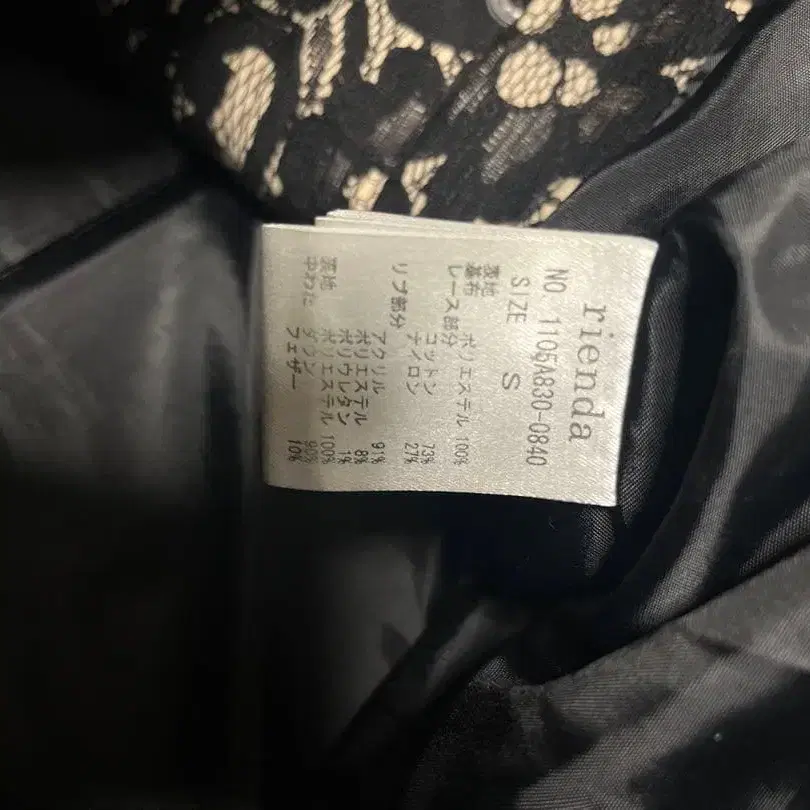 rienda
NO. 1105A830-0840
SIZE S
表地
基布 ポリエステル 100%
レース部分 コットン 73%
ナイロン 27%
リブ部分 アクリル 91%
ポリエステル 8%
ポリウレタン 1%
裏地 ポリエステル 100%
中わた ダウン 90%
フェザー 10%